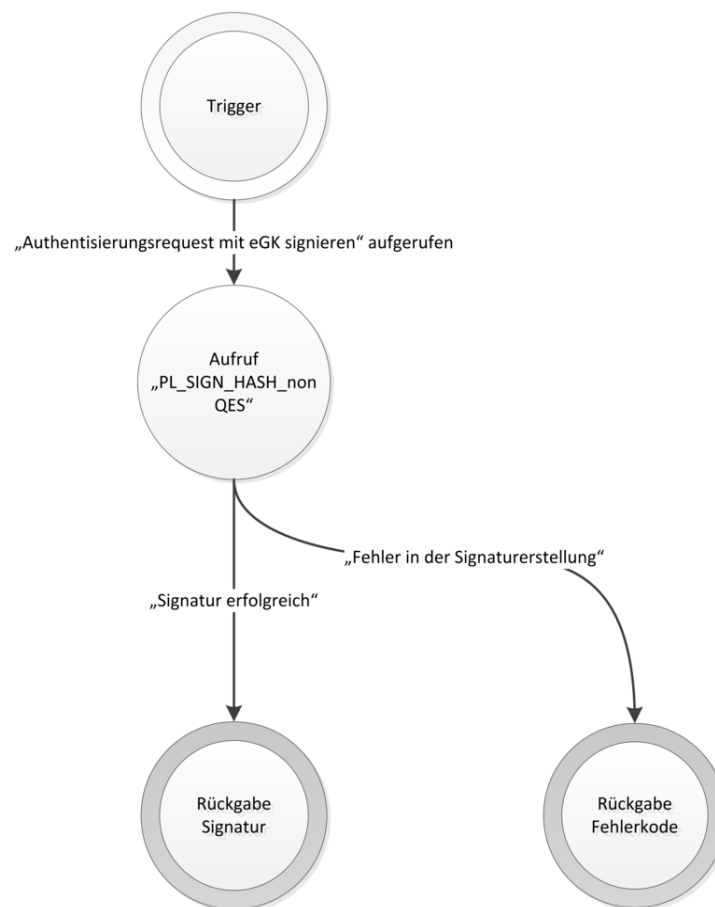 Trigger
„Authentisierungsrequest mit eGK signieren“ aufgerufen
Aufruf
„PL_SIGN_HASH_non
QES“
„Fehler in der Signaturerstellung“
„Signatur erfolgreich“
Rückgabe
Signatur
Rückgabe
Fehlerkode